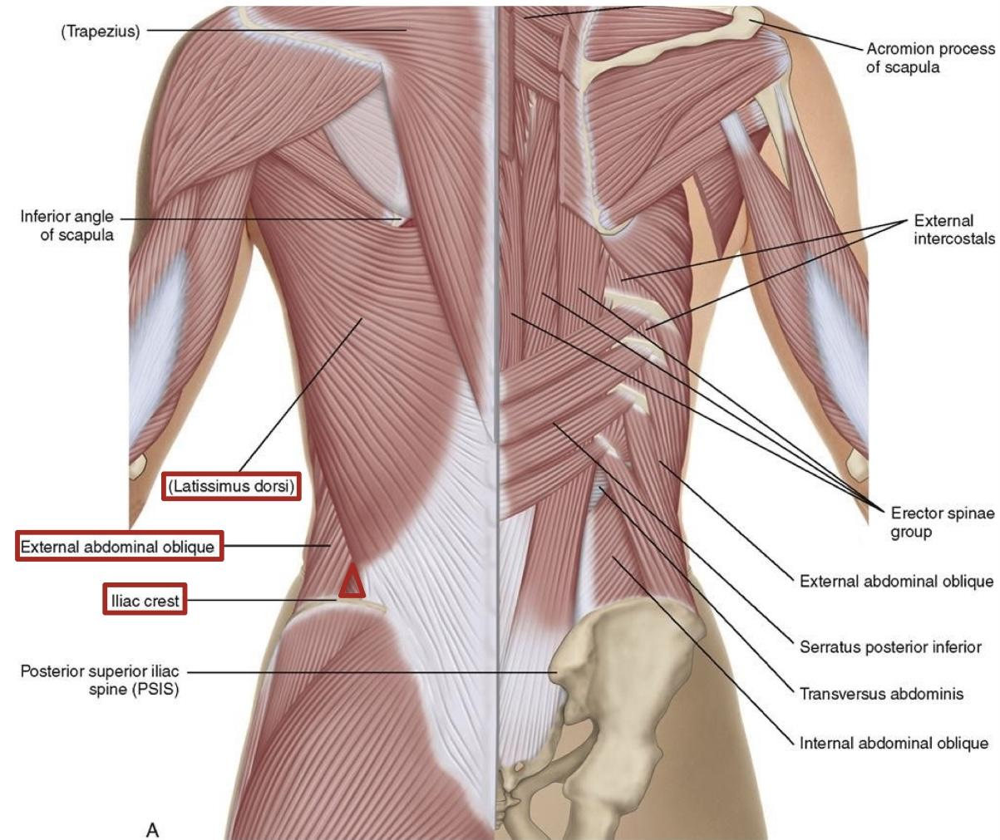 (Trapezius)
Acromion process
of scapula
Inferior angle
of scapula
External
intercostals
(Latissimus dorsi)
Erector spinae
group
External abdominal oblique
External abdominal oblique
Iliac crest
Serratus posterior inferior
Posterior superior iliac
spine (PSIS)
Transversus abdominis
Internal abdominal oblique
A